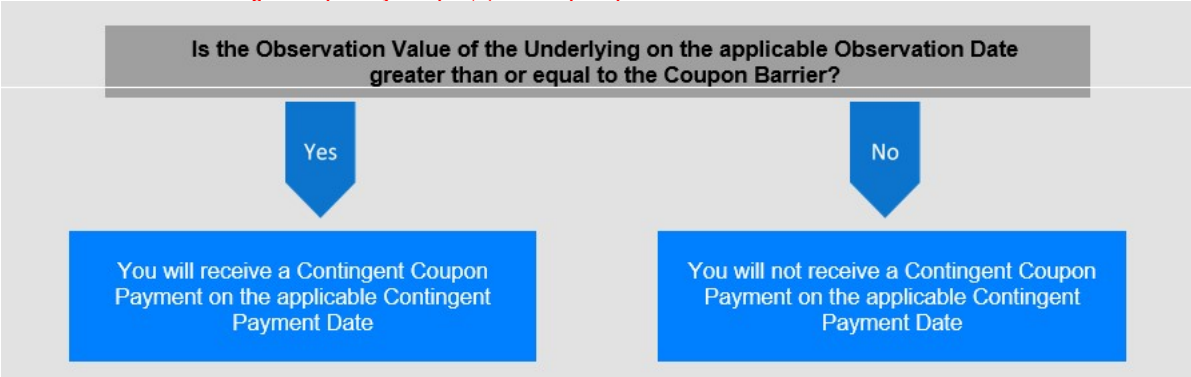 Is the Observation Value of the Underlying on the applicable Observation Date
greater than or equal to the Coupon Barrier?
Yes
No
You will receive a Contingent Coupon
Payment on the applicable Contingent
Payment Date
You will not receive a Contingent Coupon
Payment on the applicable Contingent
Payment Date